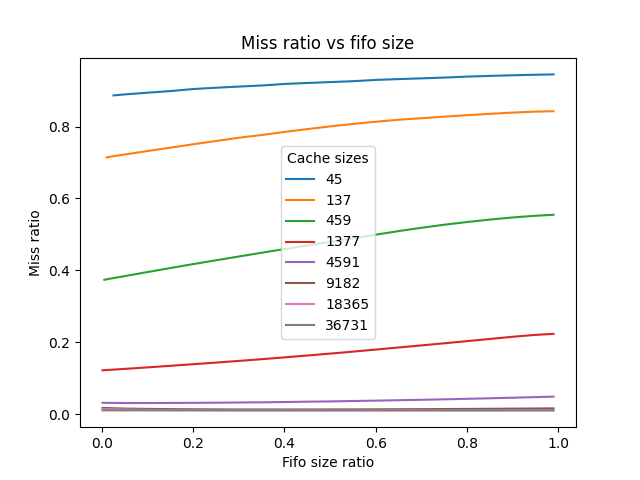 Miss ratio vs fifo size
Miss ratio
0.8
0.6
0.4
0.2
0.0
Cache sizes
45
137
459
1377
4591
9182
18365
36731
0.0 0.2 0.4 0.6 0.8 1.0
Fifo size ratio